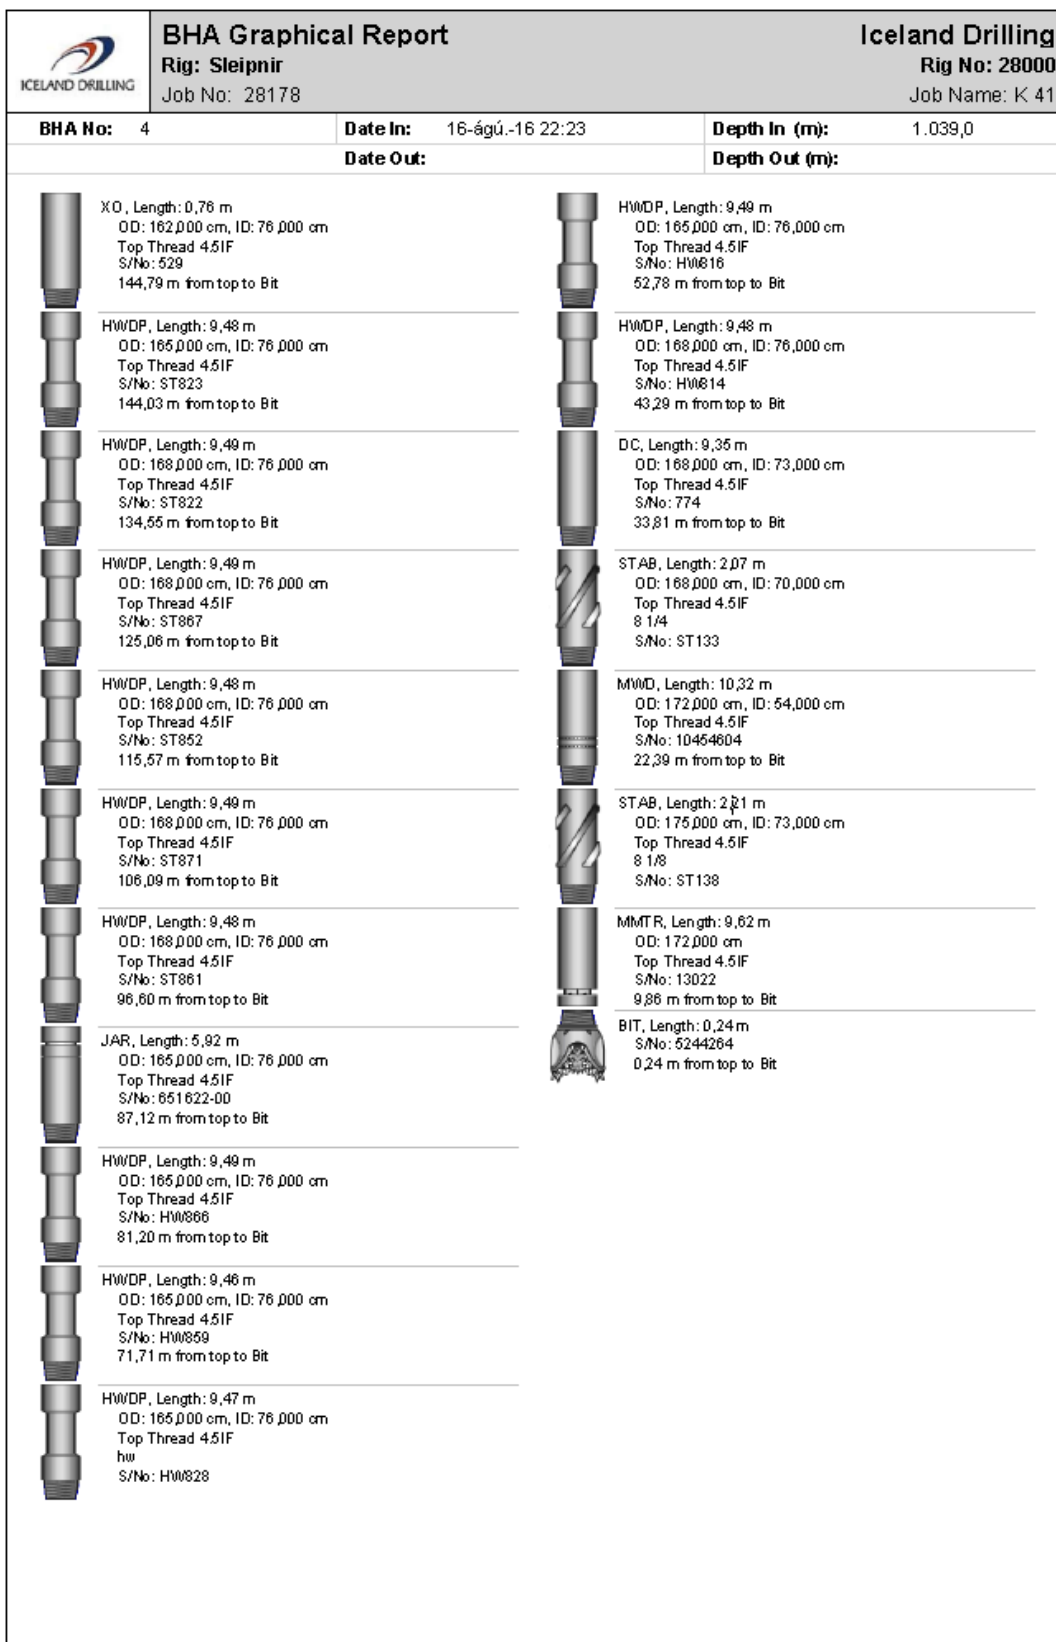 ICELAND DRILLING
BHA Graphical Report
Rig: Sleipnir
Job No: 28178
Iceland Drilling
Rig No: 28000
Job Name: K 41
BHA No: 4
Date In: 16-ágú.-16 22:23
Depth In (m): 1.039,0
Date Out:
Depth Out (m):
XO, Length: 0,76 m
OD: 162,000 cm, ID: 76,000 cm
Top Thread 4.5IF
S/No: 529
144,79 m from top to Bit
HWDP, Length: 9,48 m
OD: 165,000 cm, ID: 76,000 cm
Top Thread 4.5IF
S/No: ST823
144,03 m from top to Bit
HWDP, Length: 9,49 m
OD: 168,000 cm, ID: 76,000 cm
Top Thread 4.5IF
S/No: ST822
134,55 m from top to Bit
HWDP, Length: 9,49 m
OD: 168,000 cm, ID: 76,000 cm
Top Thread 4.5IF
S/No: ST867
125,06 m from top to Bit
HWDP, Length: 9,48 m
OD: 168,000 cm, ID: 76,000 cm
Top Thread 4.5IF
S/No: ST852
115,57 m from top to Bit
HWDP, Length: 9,49 m
OD: 168,000 cm, ID: 76,000 cm
Top Thread 4.5IF
S/No: ST871
106,09 m from top to Bit
HWDP, Length: 9,48 m
OD: 168,000 cm, ID: 76,000 cm
Top Thread 4.5IF
S/No: ST861
96,60 m from top to Bit
JAR, Length: 5,92 m
OD: 165,000 cm, ID: 76,000 cm
Top Thread 4.5IF
S/No: 651622-00
87,12 m from top to Bit
HWDP, Length: 9,49 m
OD: 165,000 cm, ID: 76,000 cm
Top Thread 4.5IF
S/No: HW866
81,20 m from top to Bit
HWDP, Length: 9,46 m
OD: 165,000 cm, ID: 76,000 cm
Top Thread 4.5IF
S/No: HW859
71,71 m from top to Bit
HWDP, Length: 9,47 m
OD: 165,000 cm, ID: 76,000 cm
Top Thread 4.5IF
hw
S/No: HW828
HWDP, Length: 9,49 m
OD: 165,000 cm, ID: 76,000 cm
Top Thread 4.5IF
S/No: HW816
52,78 m from top to Bit
HWDP, Length: 9,48 m
OD: 168,000 cm, ID: 76,000 cm
Top Thread 4.5IF
S/No: HW814
43,29 m from top to Bit
DC, Length: 9,35 m
OD: 168,000 cm, ID: 73,000 cm
Top Thread 4.5IF
S/No: 774
33,81 m from top to Bit
STAB, Length: 2,07 m
OD: 168,000 cm, ID: 70,000 cm
Top Thread 4.5IF
8 1/4
S/No: ST133
MWD, Length: 10,32 m
OD: 172,000 cm, ID: 54,000 cm
Top Thread 4.5IF
S/No: 10454604
22,39 m from top to Bit
STAB, Length: 2,21 m
OD: 175,000 cm, ID: 73,000 cm
Top Thread 4.5IF
8 1/8
S/No: ST138
MMTR, Length: 9,62 m
OD: 172,000 cm
Top Thread 4.5IF
S/No: 13022
9,86 m from top to Bit
BIT, Length: 0,24 m
S/No: 5244264
0,24 m from top to Bit